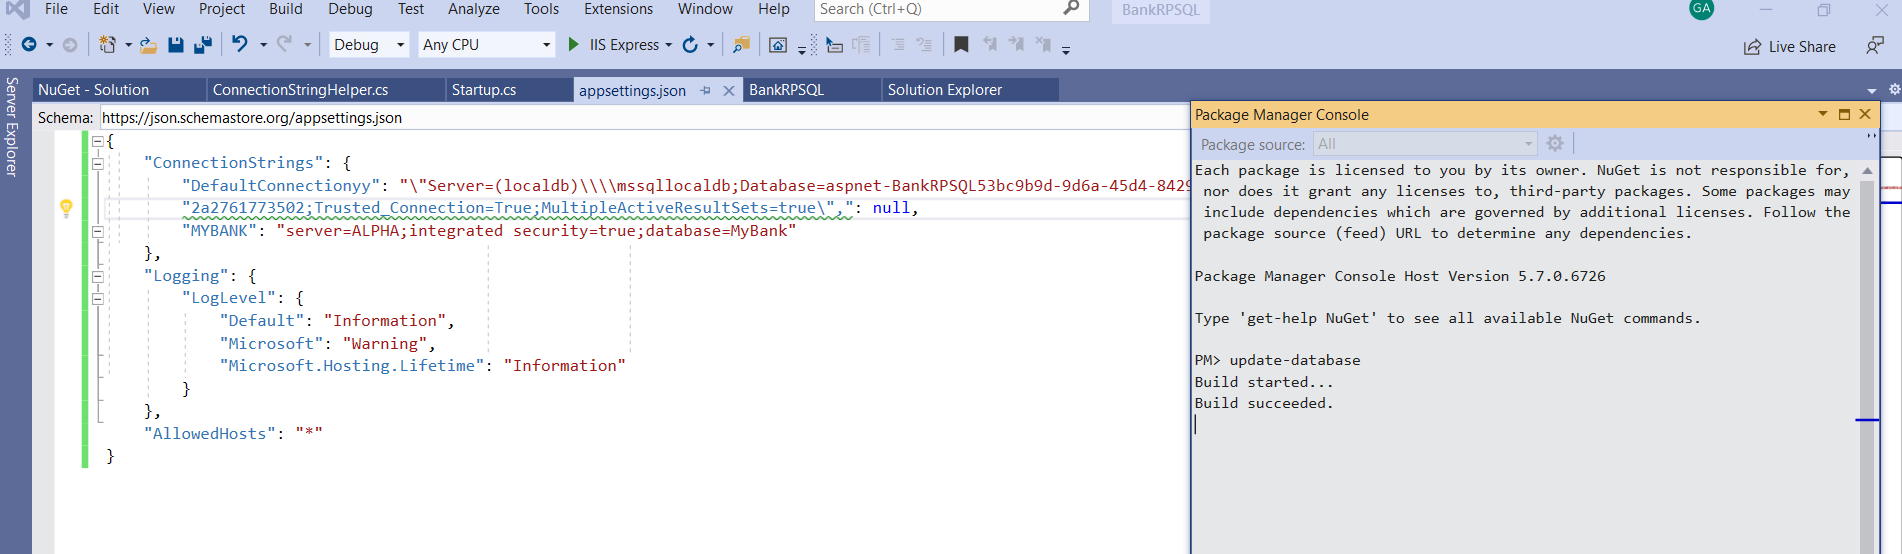 File Edit View Project Build Debug Test Analyze Tools Extensions Window Help Search (Ctrl+Q) BankRPSQL GA
Debug Any CPU IIS Express Live Share
Server Explorer
NuGet - Solution ConnectionStringHelper.cs Startup.cs appsettings.json BankRPSQL Solution Explorer
Schema: https://json.schemastore.org/appsettings.json
{
"ConnectionStrings": {
"DefaultConnectionyy": "\"Server=(localdb)\\\\mssqllocaldb;Database=aspnet-BankRPSQL53bc9b9d-9d6a-45d4-8429
"2a2761773502;Trusted_Connection=True;MultipleActiveResultSets=true\",": null,
"MYBANK": "server=ALPHA;integrated security=true;database=MyBank"
},
"Logging": {
"LogLevel": {
"Default": "Information",
"Microsoft": "Warning",
"Microsoft.Hosting.Lifetime": "Information"
}
},
"AllowedHosts": "*"
}
Package Manager Console
Package source: All
Each package is licensed to you by its owner. NuGet is not responsible for,
nor does it grant any licenses to, third-party packages. Some packages may
include dependencies which are governed by additional licenses. Follow the
package source (feed) URL to determine any dependencies.
Package Manager Console Host Version 5.7.0.6726
Type 'get-help NuGet' to see all available NuGet commands.
PM> update-database
Build started...
Build succeeded.